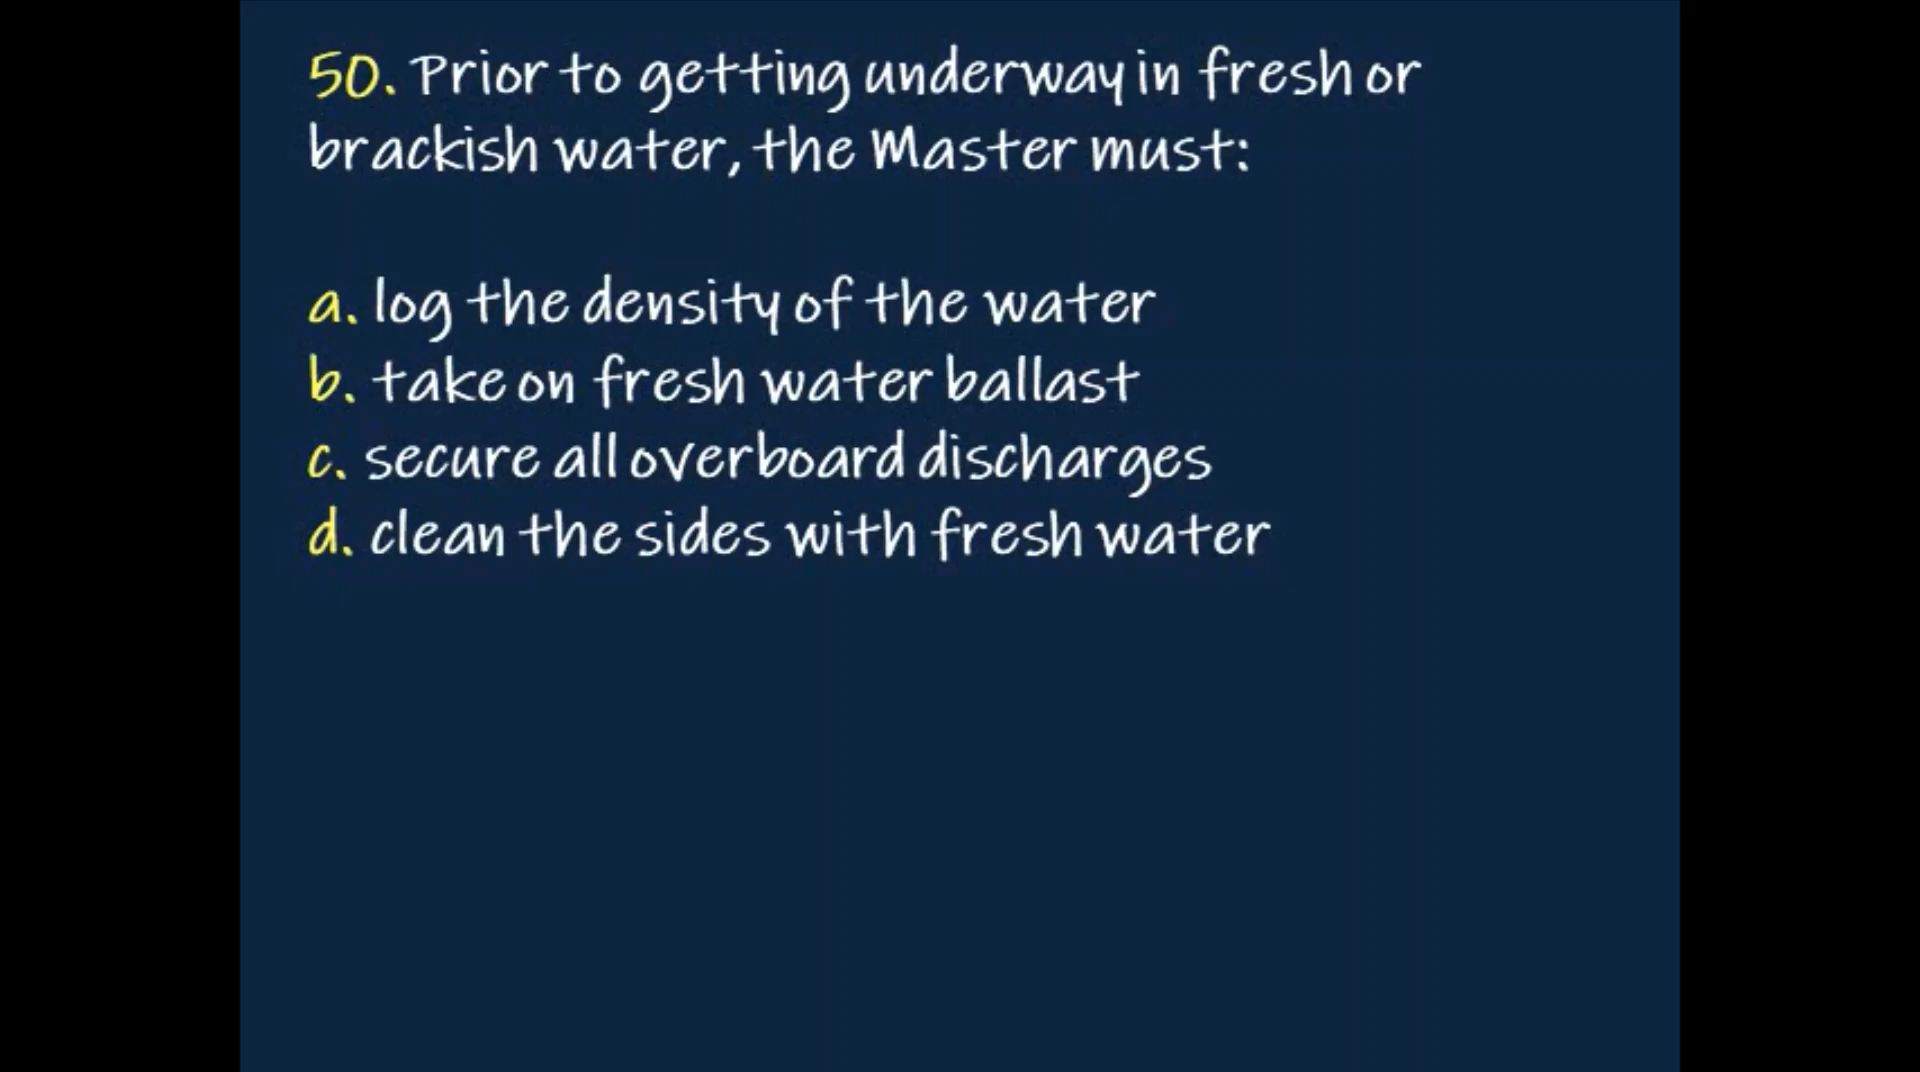 50. Prior to getting underway in fresh or
brackish water, the Master must:
a. log the density of the water
b. take on fresh water ballast
c. secure all overboard discharges
d. clean the sides with fresh water